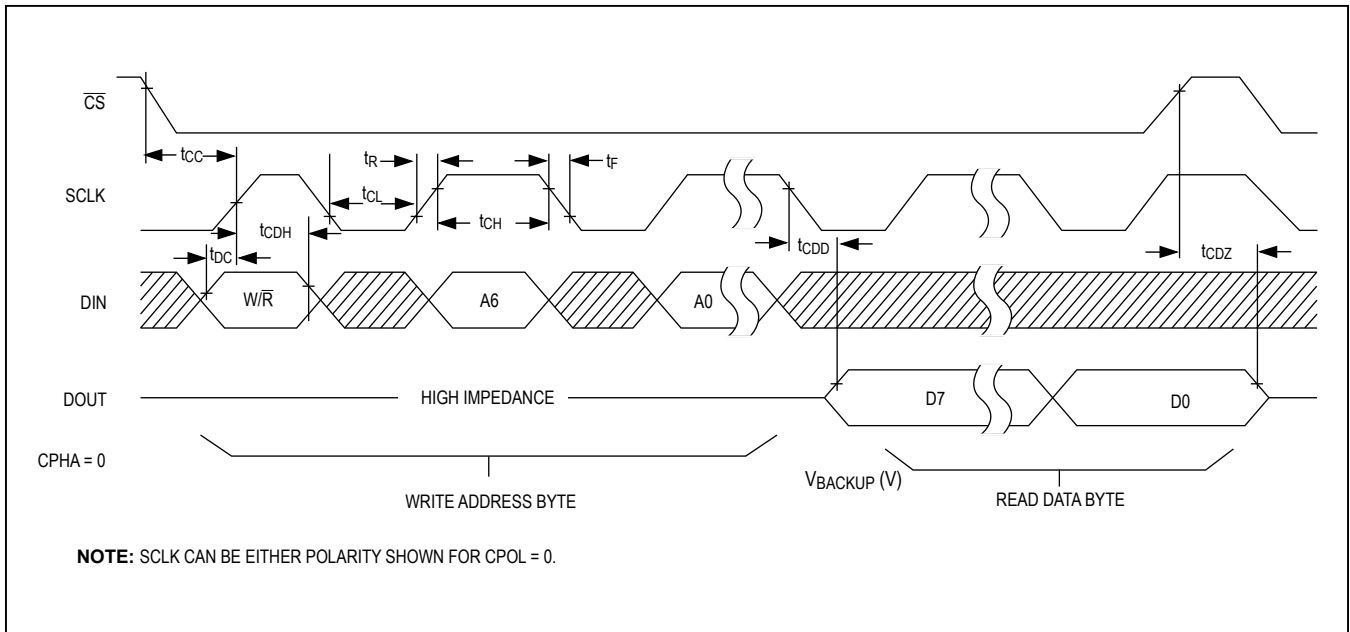 CS
tCC
tR
tF
SCLK
tCL
tCH
tCDH
tCDD
tCDZ
tDC
DIN
W/R
A6
A0
DOUT
HIGH IMPEDANCE
D7
D0
CPHA = 0
WRITE ADDRESS BYTE
VBACKUP (V)
READ DATA BYTE
NOTE: SCLK CAN BE EITHER POLARITY SHOWN FOR CPOL = 0.